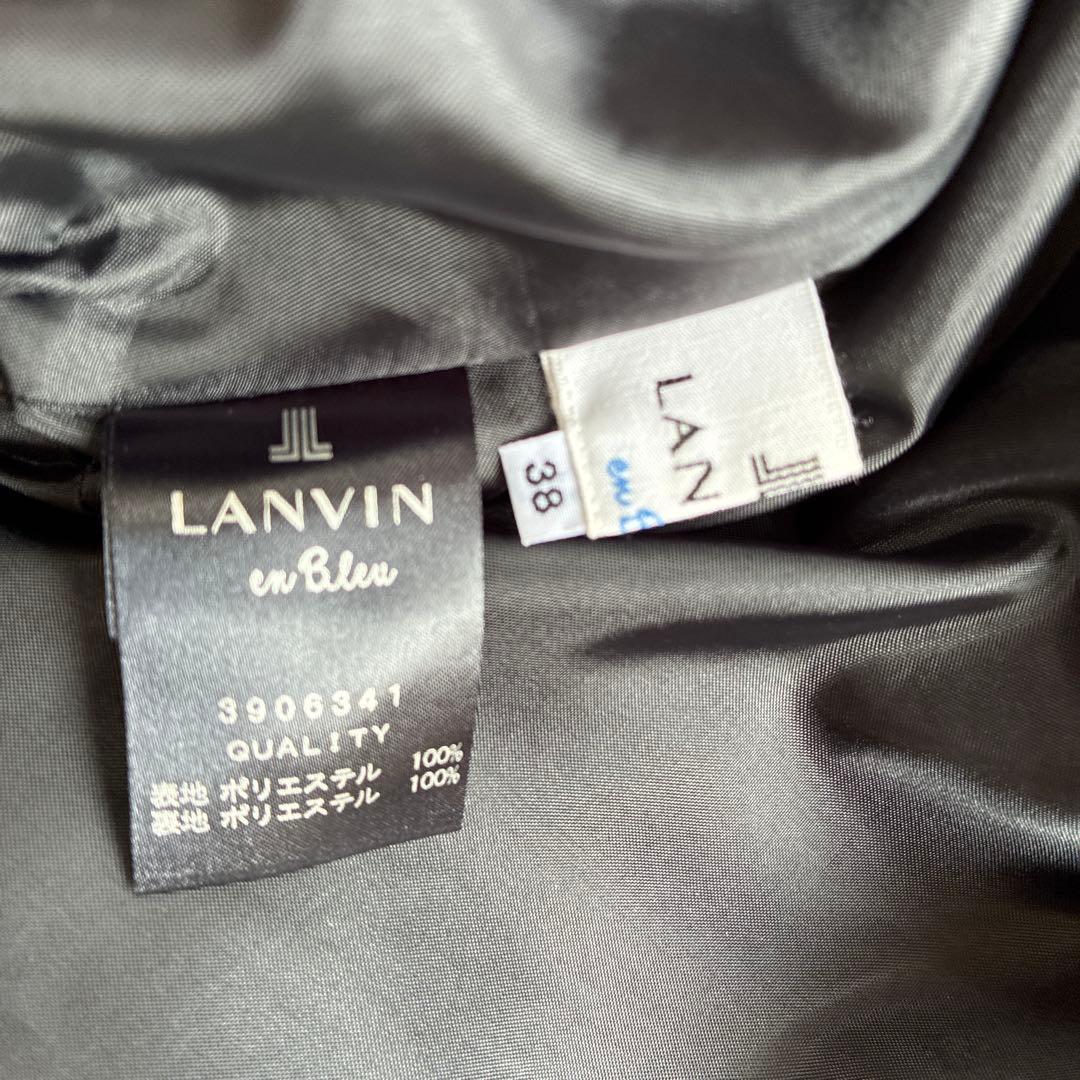 LANVIN
en Bleu
3906341
QUALITY
表地 ポリエステル 100%
裏地 ポリエステル 100%
38
LAN
en B